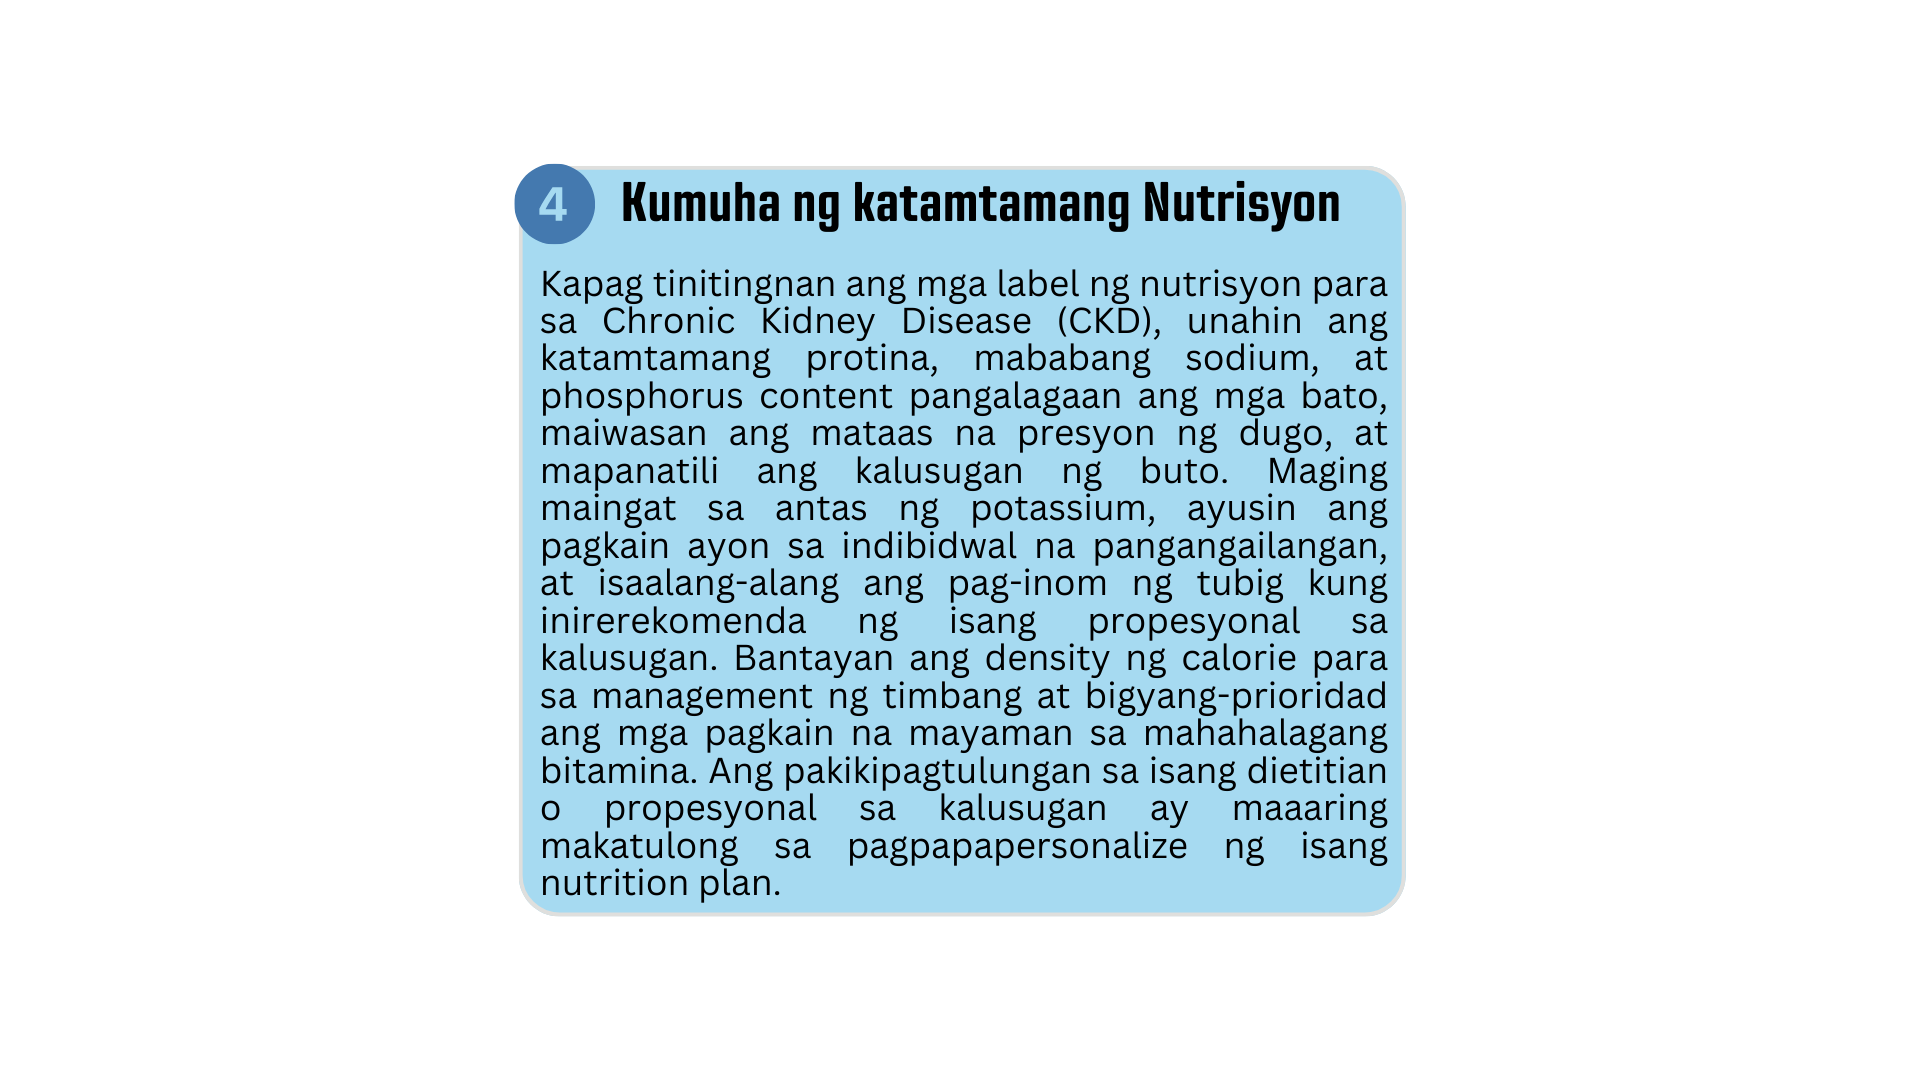 4
Kumuha ng katamtamang Nutrisyon
Kapag tinitingnan ang mga label ng nutrisyon para
sa Chronic Kidney Disease (CKD), unahin ang
katamtamang protina, mababang sodium, at
phosphorus content pangalagaan ang mga bato,
maiwasan ang mataas na presyon ng dugo, at
mapanatili ang kalusugan ng buto. Maging
maingat sa antas ng potassium, ayusin ang
pagkain ayon sa indibidwal na pangangailangan,
at isaalang-alang ang pag-inom ng tubig kung
inirerekomenda ng isang propesyonal sa
kalusugan. Bantayan ang density ng calorie para
sa management ng timbang at bigyang-prioridad
ang mga pagkain na mayaman sa mahahalagang
bitamina. Ang pakikipagtulungan sa isang dietitian
o propesyonal sa kalusugan ay maaaring
makatulong sa pagpapapersonalize ng isang
nutrition plan.